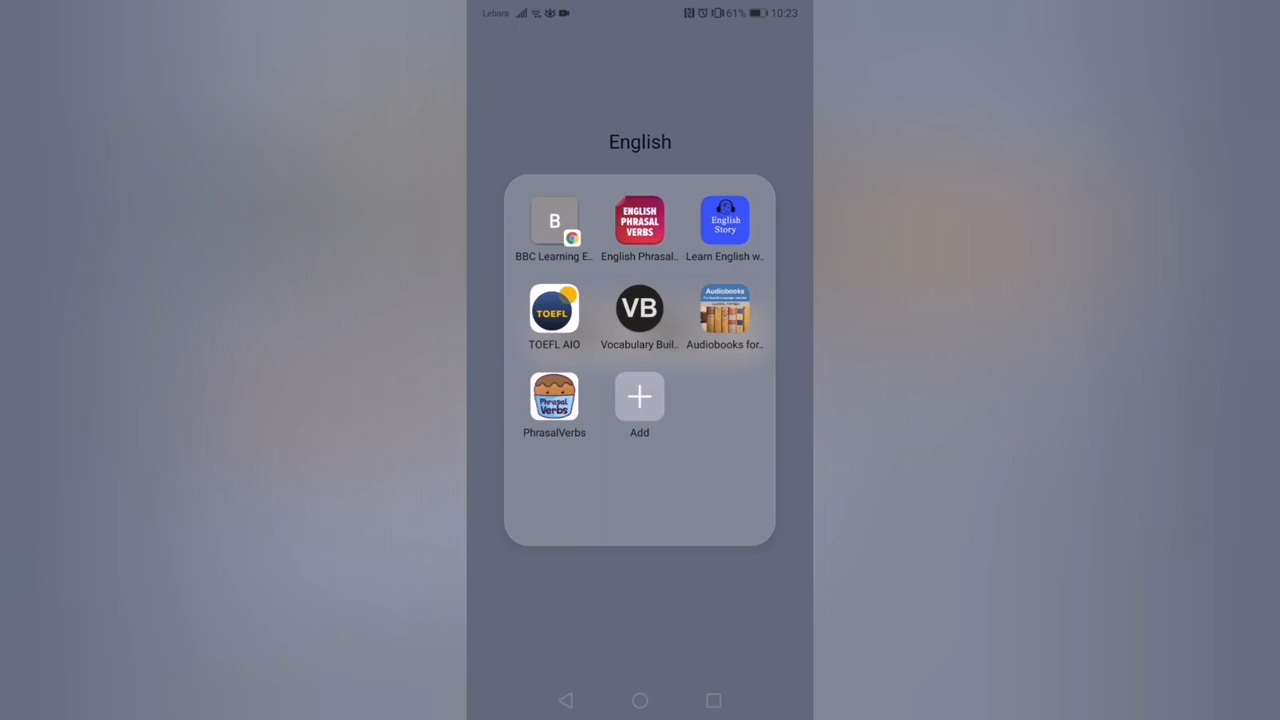 Lebara
61%
10:23
English
B
ENGLISH
PHRASAL
VERBS
English
Story
BBC Learning E..
English Phrasal..
Learn English w..
TOEFL
VB
Audiobooks
TOEFL AIO
Vocabulary Buil..
Audiobooks for..
Phrasal
Verbs
PhrasalVerbs
Add